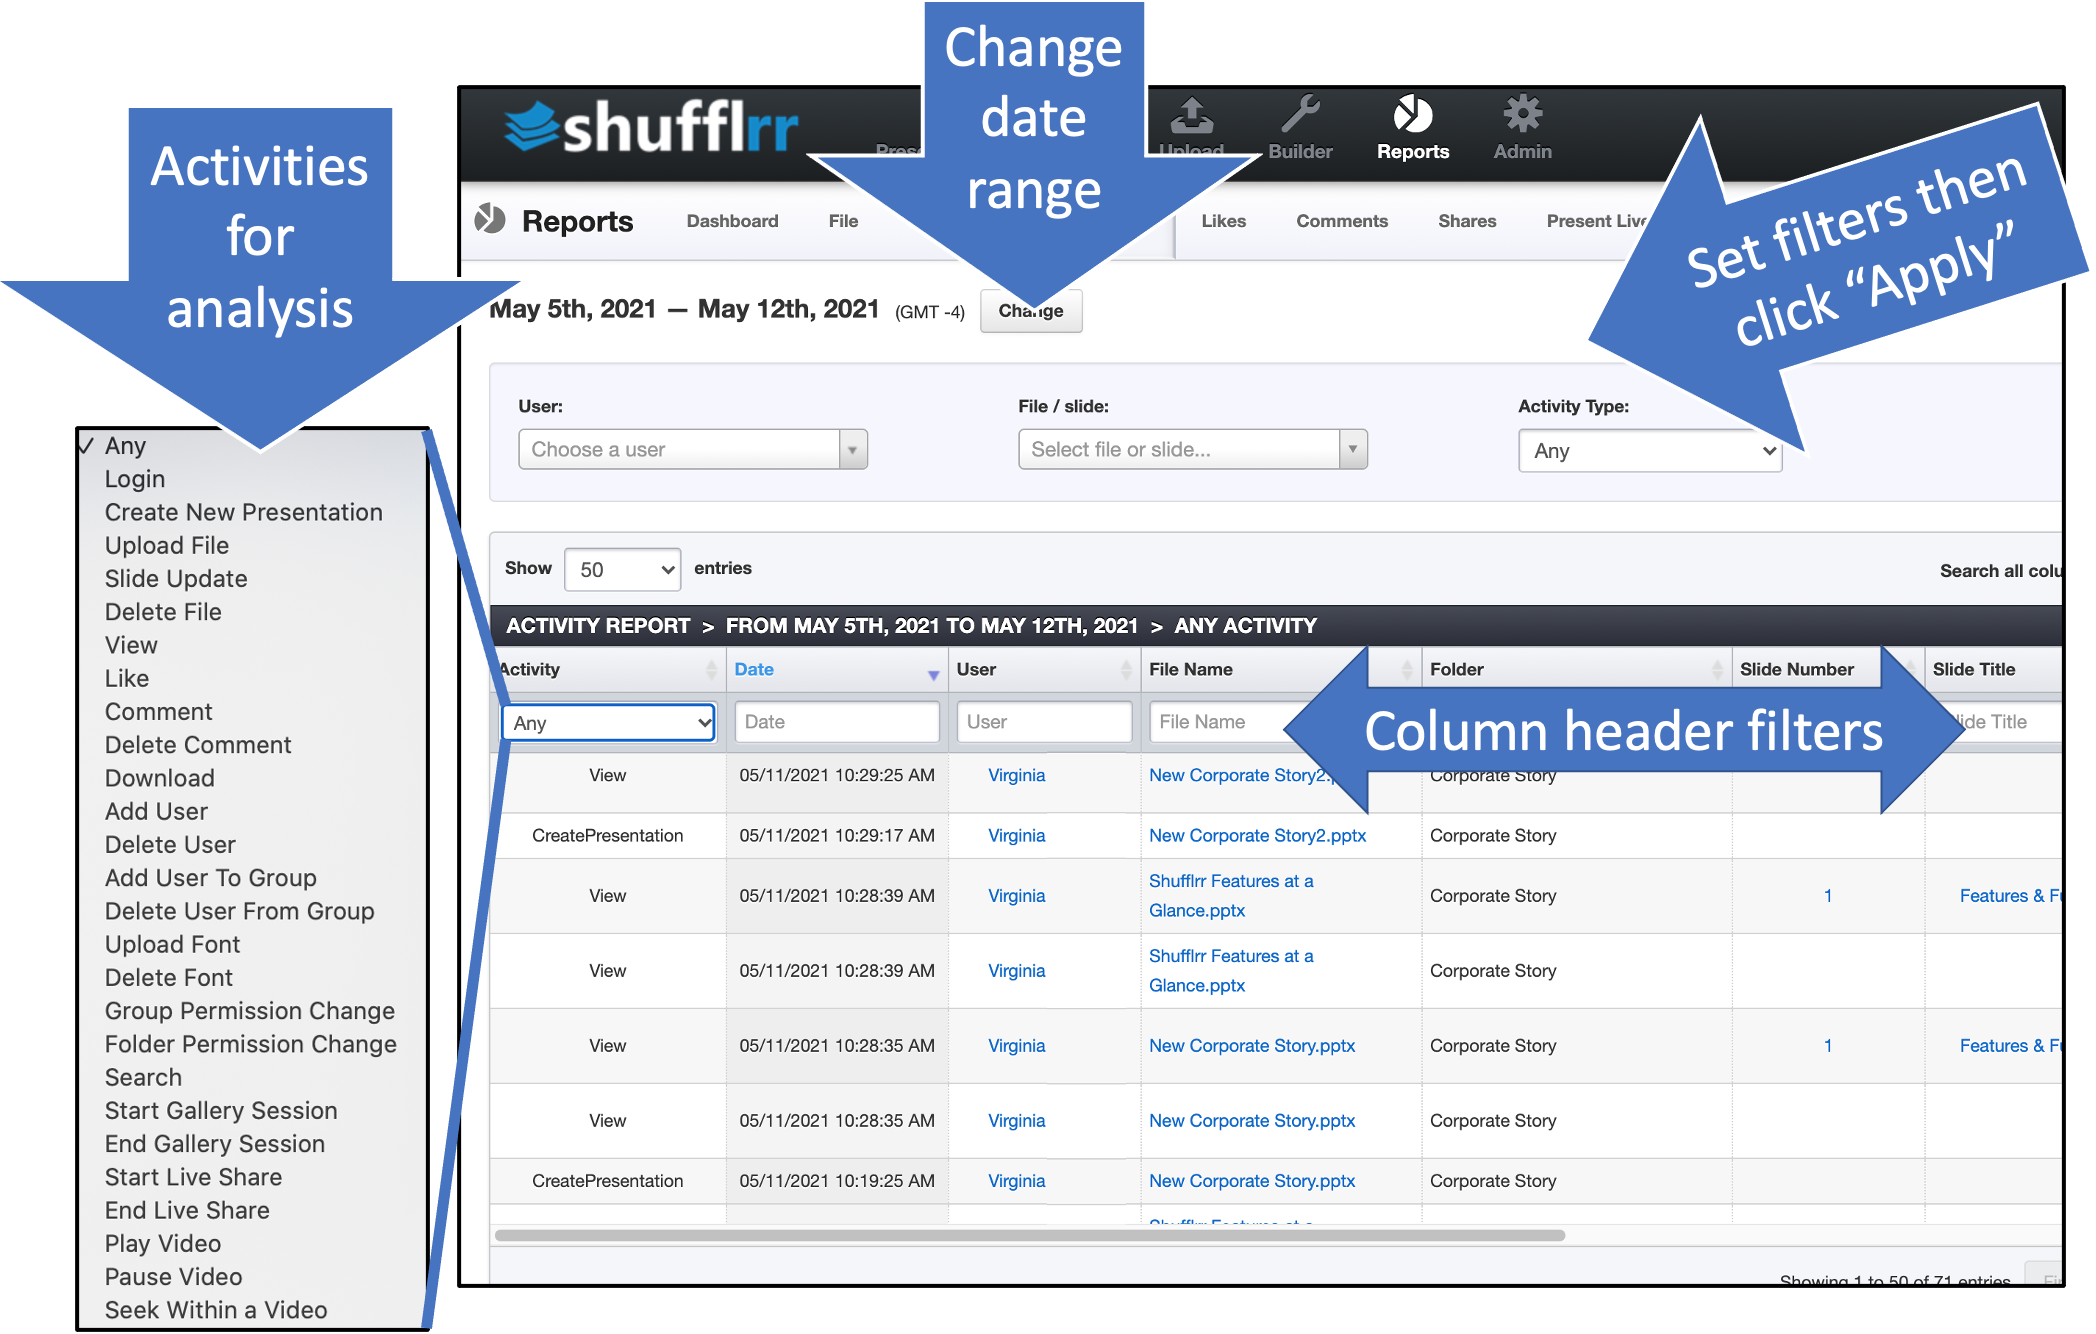 Change
date
range
Activities
for
analysis
Set filters then
click “Apply”
shufflrr
Upload
Builder
Reports
Admin
Reports
Dashboard
File
Likes
Comments
Shares
Present Live
May 5th, 2021 — May 12th, 2021 (GMT -4) Change
User:
File / slide:
Activity Type:
Choose a user
Select file or slide...
Any
✓ Any
Login
Create New Presentation
Upload File
Slide Update
Delete File
View
Like
Comment
Delete Comment
Download
Add User
Delete User
Add User To Group
Delete User From Group
Upload Font
Delete Font
Group Permission Change
Folder Permission Change
Search
Start Gallery Session
End Gallery Session
Start Live Share
End Live Share
Play Video
Pause Video
Seek Within a Video
Show 50 entries
Search all colu
ACTIVITY REPORT > FROM MAY 5TH, 2021 TO MAY 12TH, 2021 > ANY ACTIVITY
Activity Date User File Name Folder Slide Number Slide Title
Any Date User File Name lide Title
Column header filters
View 05/11/2021 10:29:25 AM Virginia New Corporate Story2. Corporate Story
CreatePresentation 05/11/2021 10:29:17 AM Virginia New Corporate Story2.pptx Corporate Story
View 05/11/2021 10:28:39 AM Virginia Shufflrr Features at a Glance.pptx Corporate Story 1 Features & F
View 05/11/2021 10:28:39 AM Virginia Shufflrr Features at a Glance.pptx Corporate Story
View 05/11/2021 10:28:35 AM Virginia New Corporate Story.pptx Corporate Story 1 Features & F
View 05/11/2021 10:28:35 AM Virginia New Corporate Story.pptx Corporate Story
CreatePresentation 05/11/2021 10:19:25 AM Virginia New Corporate Story.pptx Corporate Story
Shufflrr Features at a
Showing 1 to 50 of 71 entries